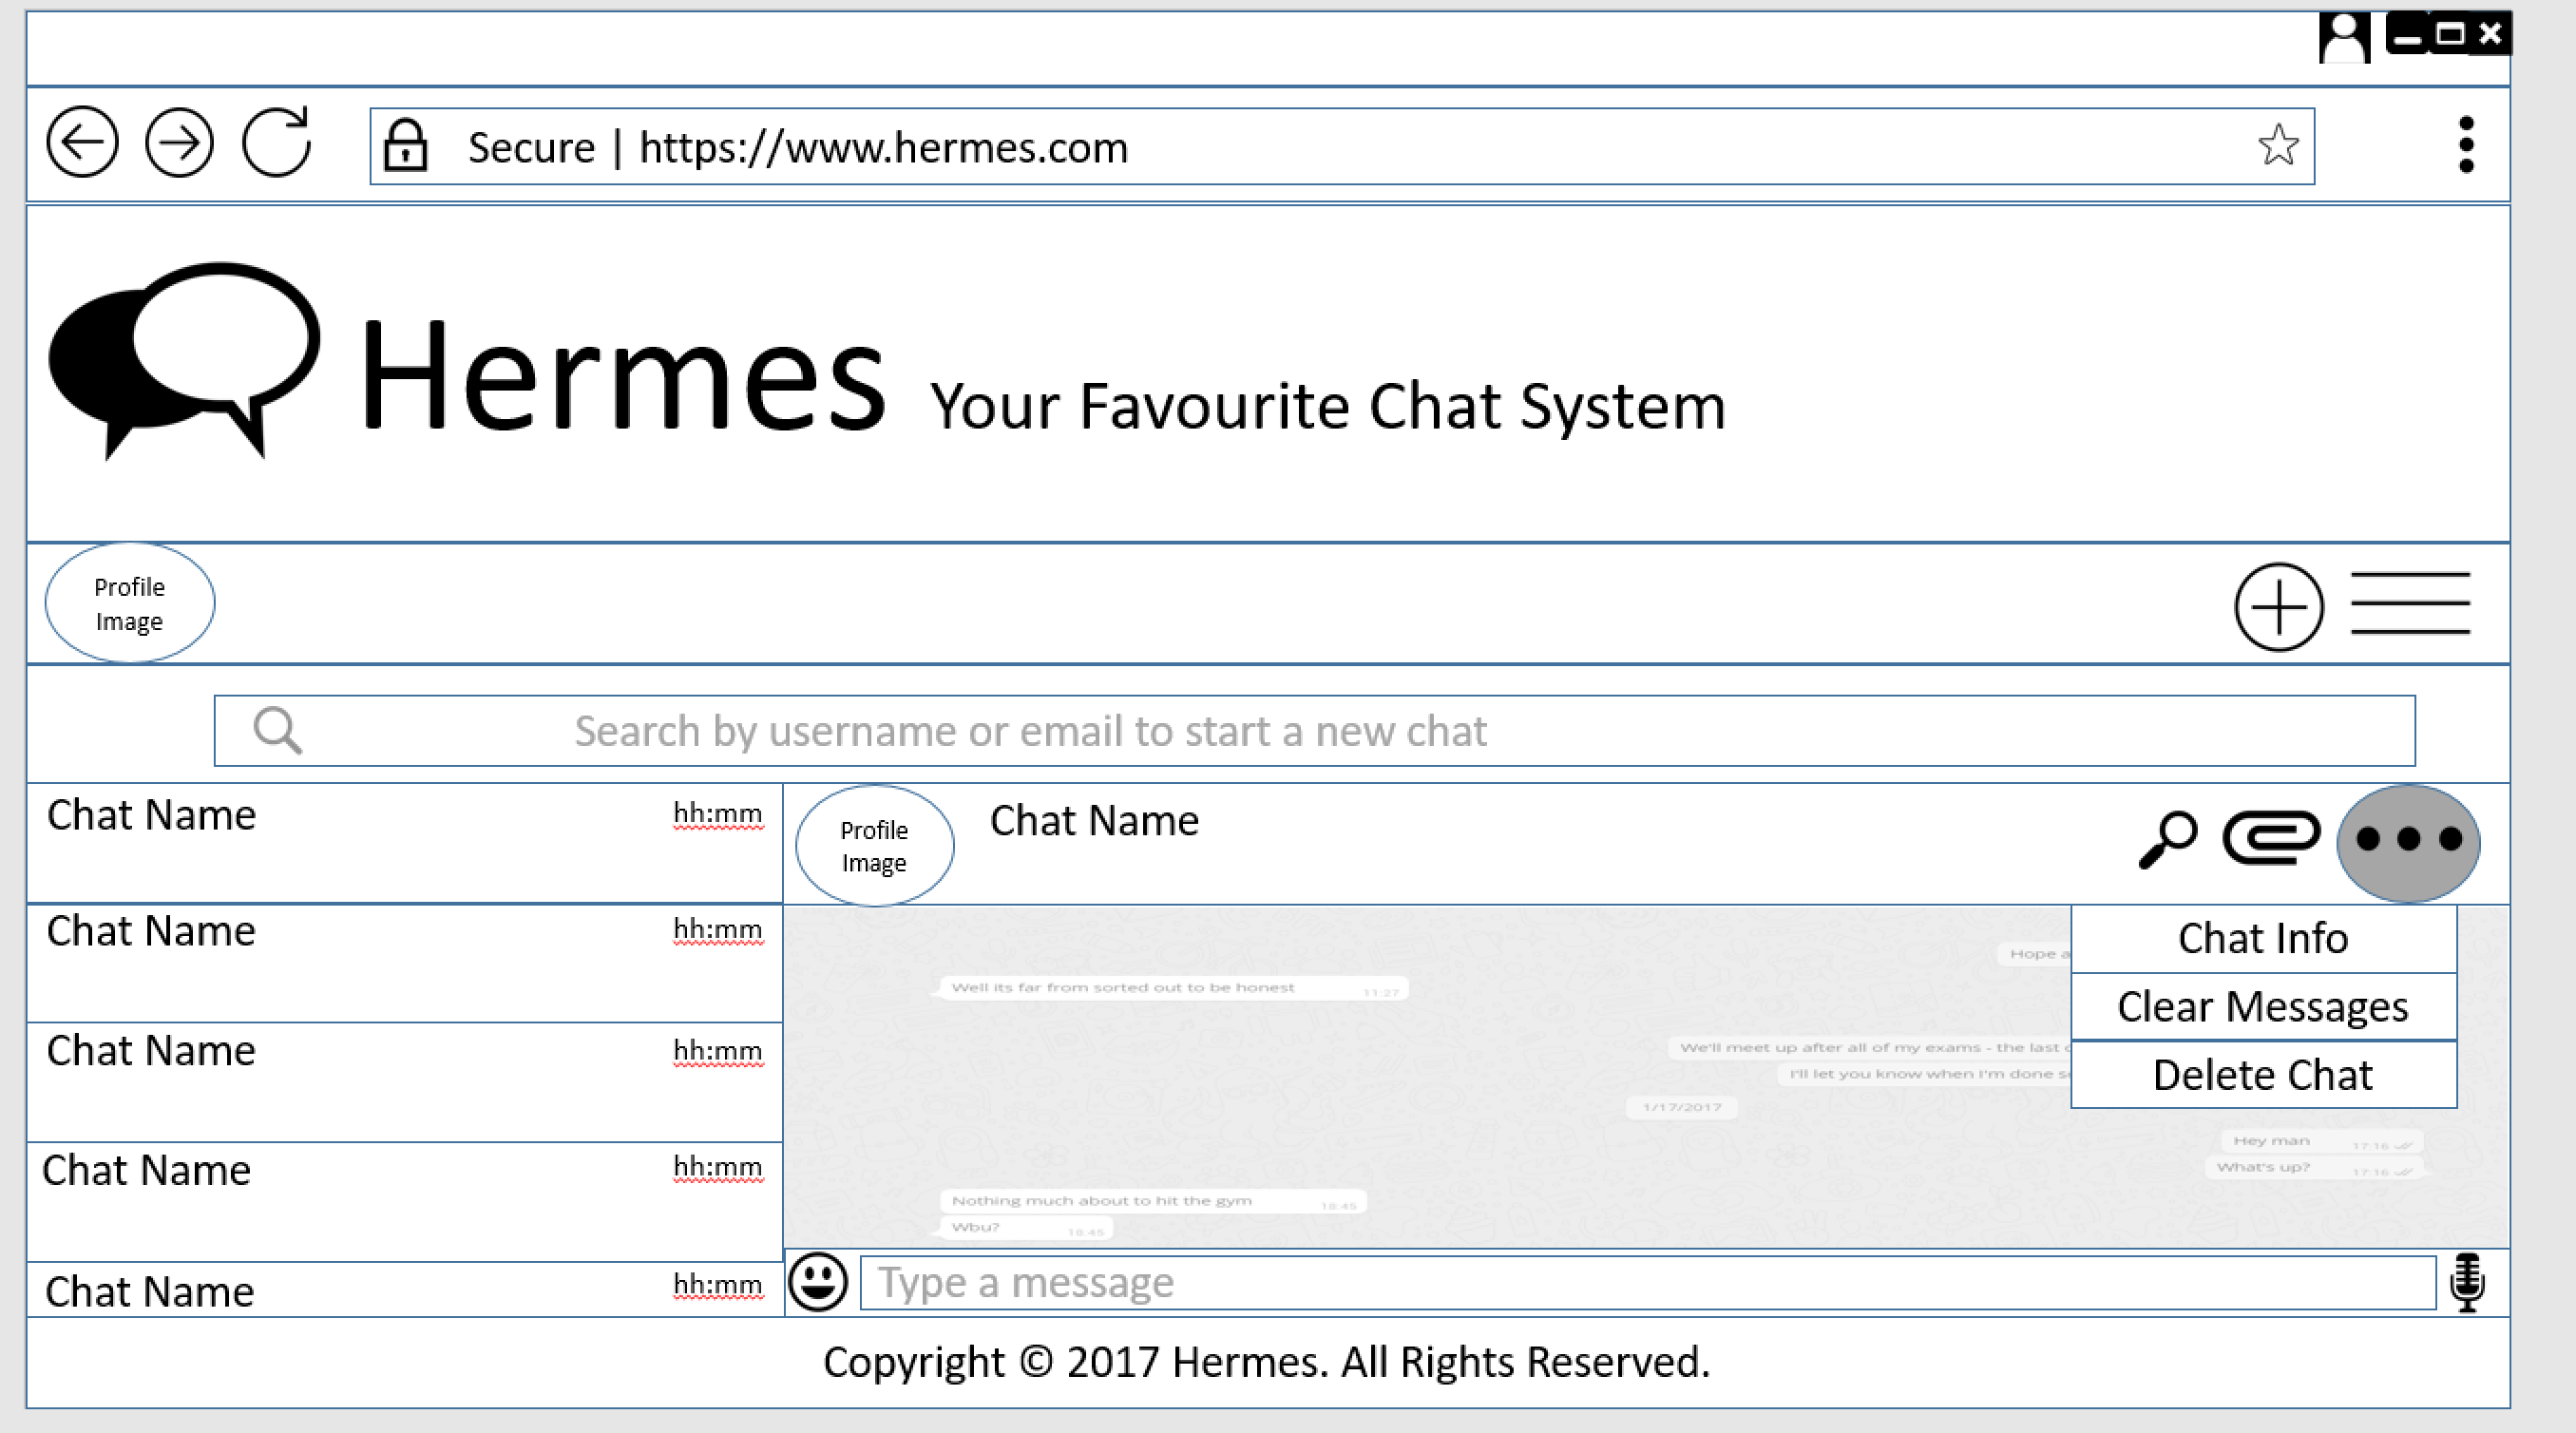 Secure | https://www.hermes.com
Hermes Your Favourite Chat System
Profile
Image
Search by username or email to start a new chat
Chat Name hh:mm
Chat Name hh:mm
Chat Name hh:mm
Chat Name hh:mm
Chat Name hh:mm
Profile
Image
Chat Name
Chat Info
Clear Messages
Delete Chat
Hope a
Well its far from sorted out to be honest 11:27
We'll meet up after all of my exams - the last
I'll let you know when I'm done s
1/17/2017
Hey man 17:16
What's up? 17:16
Nothing much about to hit the gym 18:45
Wbu? 18:45
Type a message
Copyright © 2017 Hermes. All Rights Reserved.